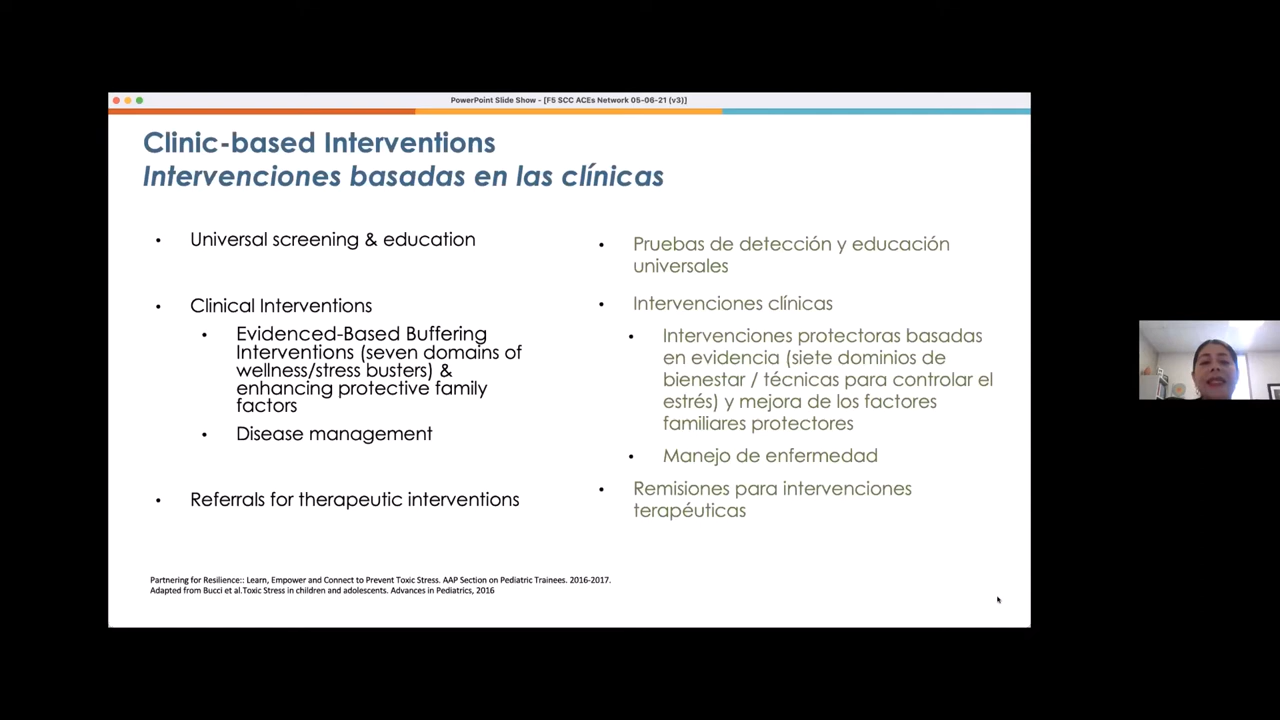 PowerPoint Slide Show - [F5 SCC ACEs Network 05-06-21 (v3)]
Clinic-based Interventions
Intervenciones basadas en las clínicas
• Universal screening & education
• Clinical Interventions
• Evidenced-Based Buffering
Interventions (seven domains of
wellness/stress busters) &
enhancing protective family
factors
• Disease management
• Referrals for therapeutic interventions
• Pruebas de detección y educación
universales
• Intervenciones clínicas
• Intervenciones protectoras basadas
en evidencia (siete dominios de
bienestar / técnicas para controlar el
estrés) y mejora de los factores
familiares protectores
• Manejo de enfermedad
• Remisiones para intervenciones
terapéuticas
Partnering for Resilience:: Learn, Empower and Connect to Prevent Toxic Stress. AAP Section on Pediatric Trainees. 2016-2017.
Adapted from Bucci et al.Toxic Stress in children and adolescents. Advances in Pediatrics, 2016